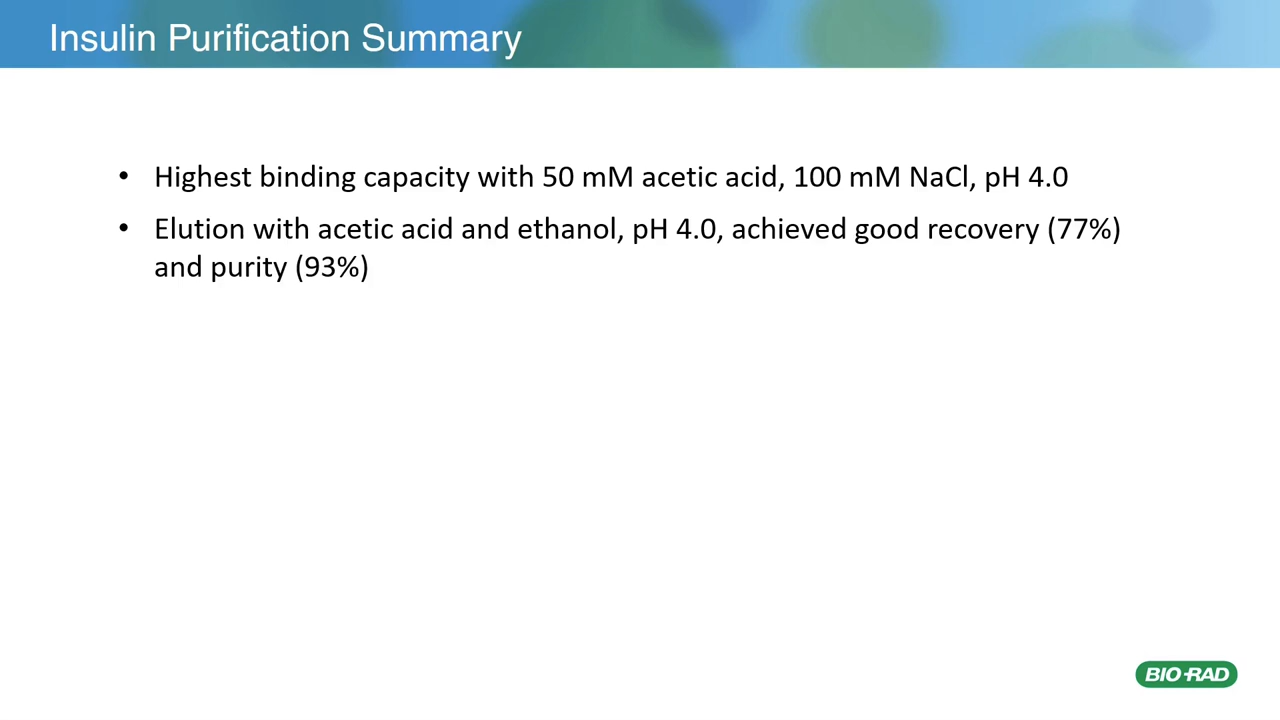 Insulin Purification Summary
• Highest binding capacity with 50 mM acetic acid, 100 mM NaCl, pH 4.0
• Elution with acetic acid and ethanol, pH 4.0, achieved good recovery (77%)
and purity (93%)
BIO-RAD